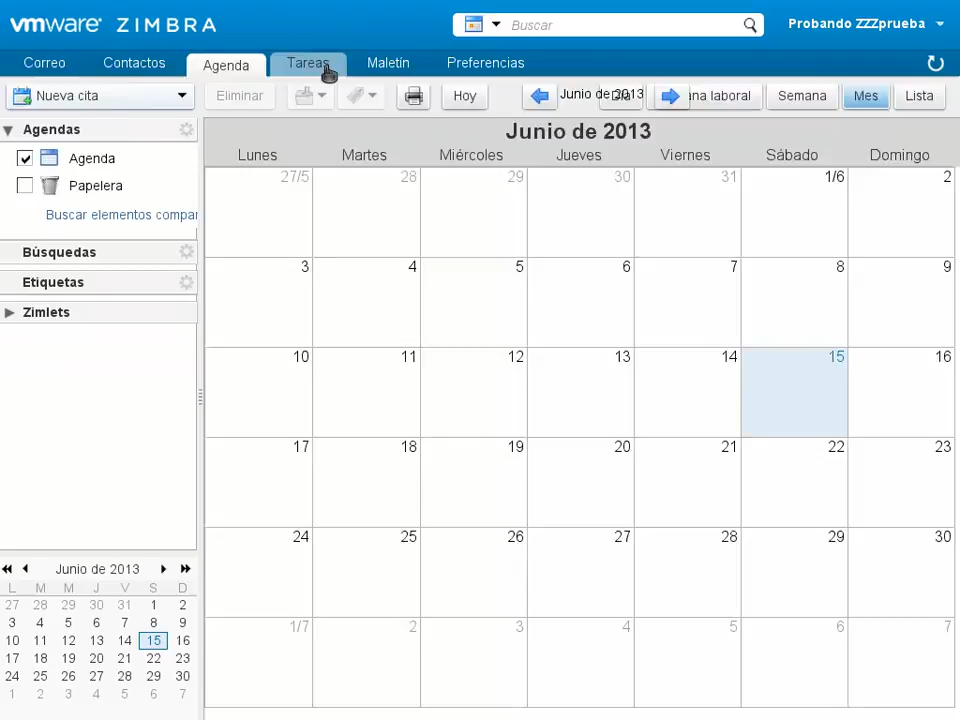 vmware ZIMBRA
Buscar
Probando ZZZprueba
Correo Contactos Agenda Tareas Maletín Preferencias
Nueva cita Eliminar Hoy Junio de 2013 Día na laboral Semana Mes Lista
Agendas
Agenda
Papelera
Buscar elementos compar
Búsquedas
Etiquetas
Zimlets
Junio de 2013
Lunes Martes Miércoles Jueves Viernes Sábado Domingo
27/5 28 29 30 31 1/6 2
3 4 5 6 7 8 9
10 11 12 13 14 15 16
17 18 19 20 21 22 23
24 25 26 27 28 29 30
1/7 2 3 4 5 6 7
Junio de 2013
L M M J V S D
27 28 29 30 31 1 2
3 4 5 6 7 8 9
10 11 12 13 14 15 16
17 18 19 20 21 22 23
24 25 26 27 28 29 30
1 2 3 4 5 6 7